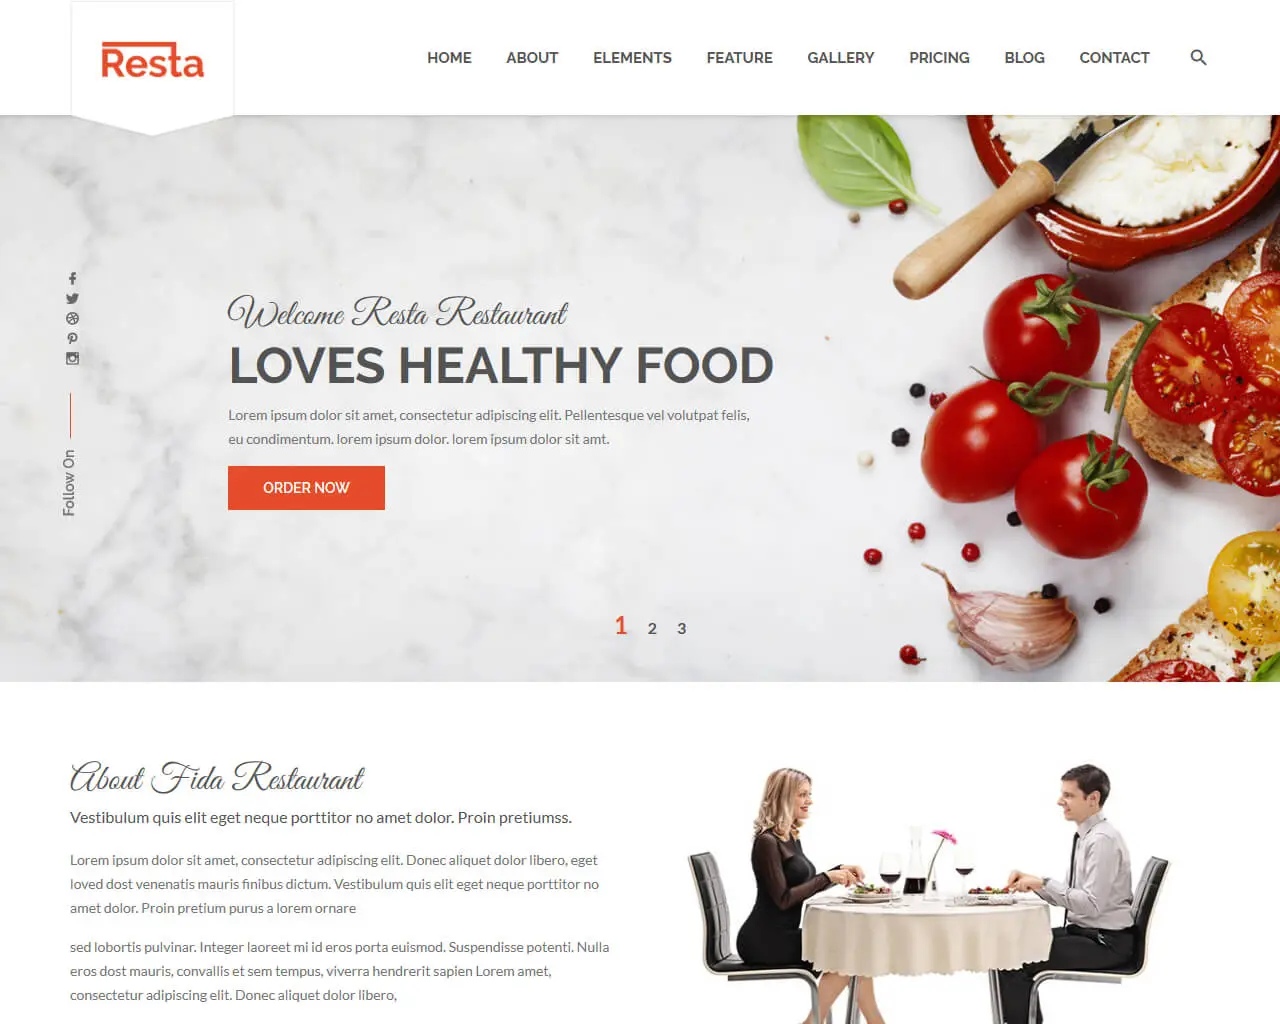 Resta
HOME ABOUT ELEMENTS FEATURE GALLERY PRICING BLOG CONTACT
Follow On
Welcome Resta Restaurant
LOVES HEALTHY FOOD
Lorem ipsum dolor sit amet, consectetur adipiscing elit. Pellentesque vel volutpat felis,
eu condimentum. lorem ipsum dolor. lorem ipsum dolor sit amt.
ORDER NOW
1 2 3
About Fida Restaurant
Vestibulum quis elit eget neque porttitor no amet dolor. Proin pretiumss.
Lorem ipsum dolor sit amet, consectetur adipiscing elit. Donec aliquet dolor libero, eget
loved dost venenatis mauris finibus dictum. Vestibulum quis elit eget neque porttitor no
amet dolor. Proin pretium purus a lorem ornare
sed lobortis pulvinar. Integer laoreet mi id eros porta euismod. Suspendisse potenti. Nulla
eros dost mauris, convallis et sem tempus, viverra hendrerit sapien Lorem amet,
consectetur adipiscing elit. Donec aliquet dolor libero,